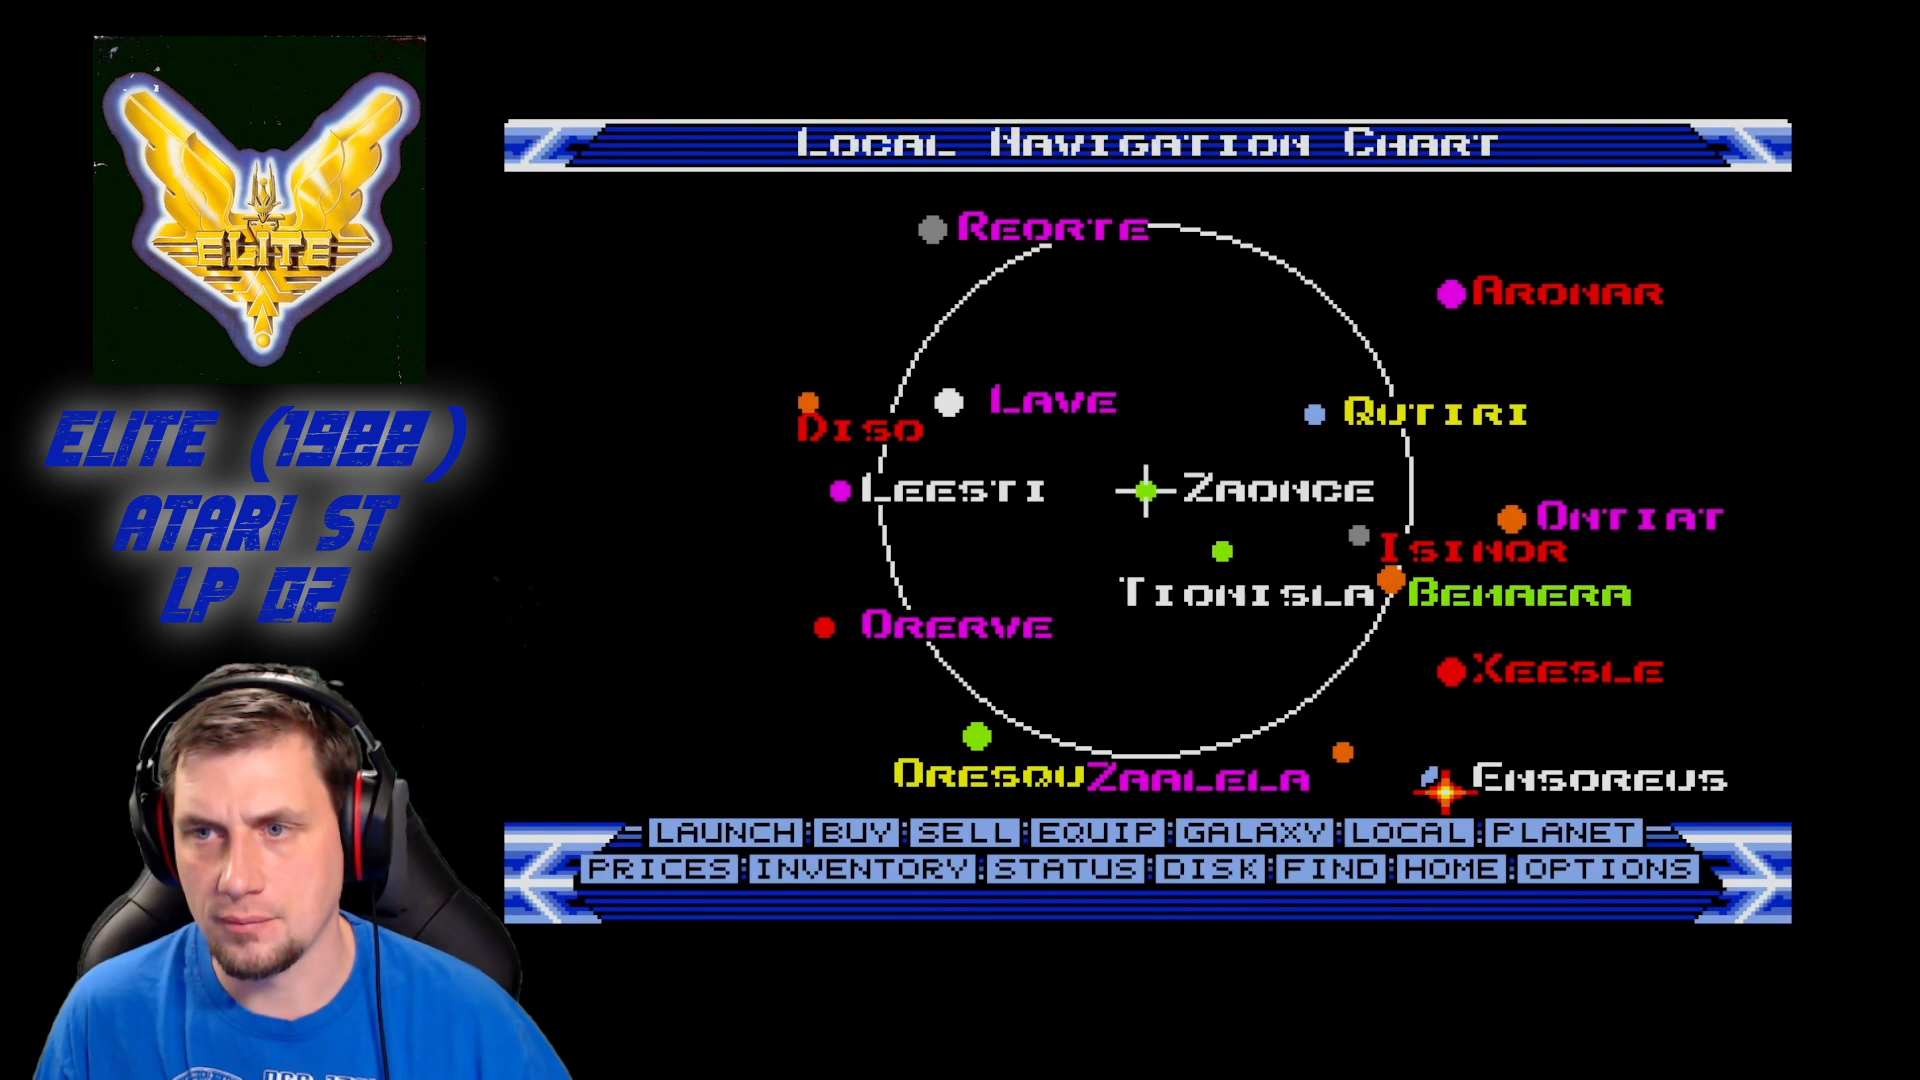 ELITE
ELITE (1988)
ATARI ST
LP 02
LOCAL NAVIGATION CHART
REORTE
ARONAR
LAVE
QUTIRI
DISO
LEESTI
ZAONCE
ONTIAT
ISINOR
TIONISLA
BEMAERA
ORERVE
XEESLE
ORESQU
ZAALELA
ENSOREUS
LAUNCH:BUY:SELL:EQUIP:GALAXY:LOCAL:PLANET
PRICES:INVENTORY:STATUS:DISK:FIND:HOME:OPTIONS